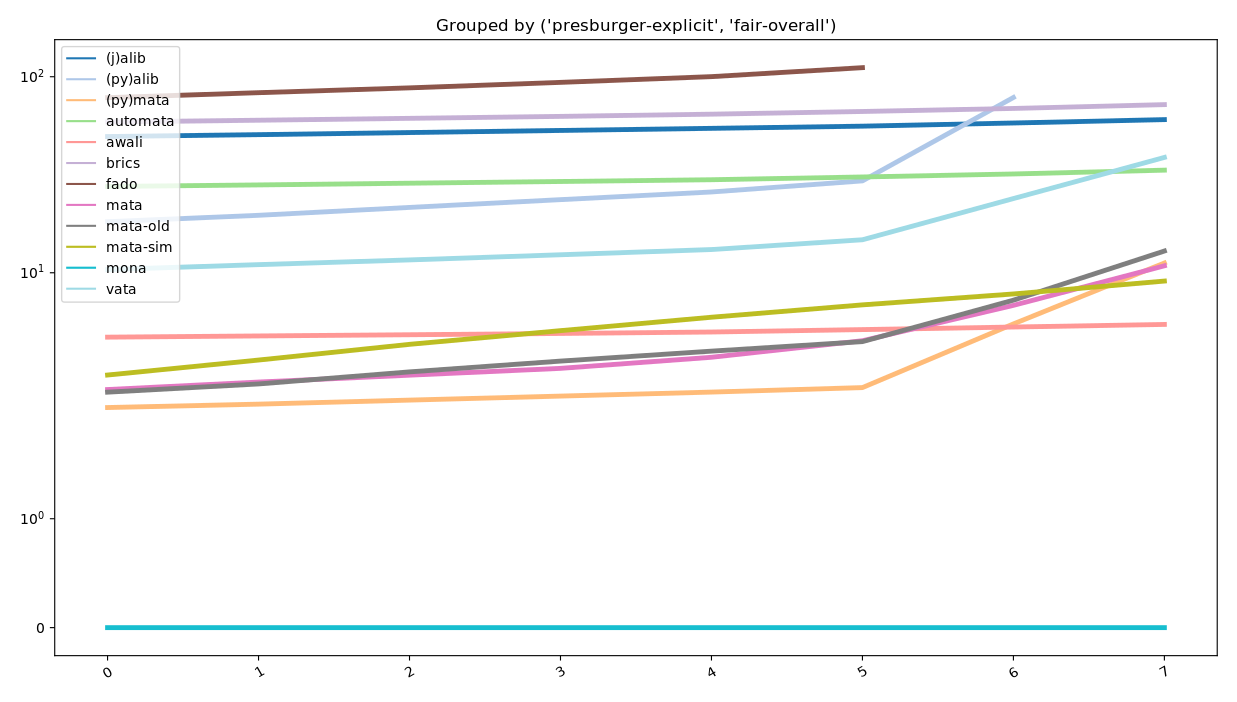 Grouped by ('presburger-explicit', 'fair-overall')
(j)alib
(py)alib
(py)mata
automata
awali
brics
fado
mata
mata-old
mata-sim
mona
vata
10²
10¹
10⁰
0
0 1 2 3 4 5 6 7